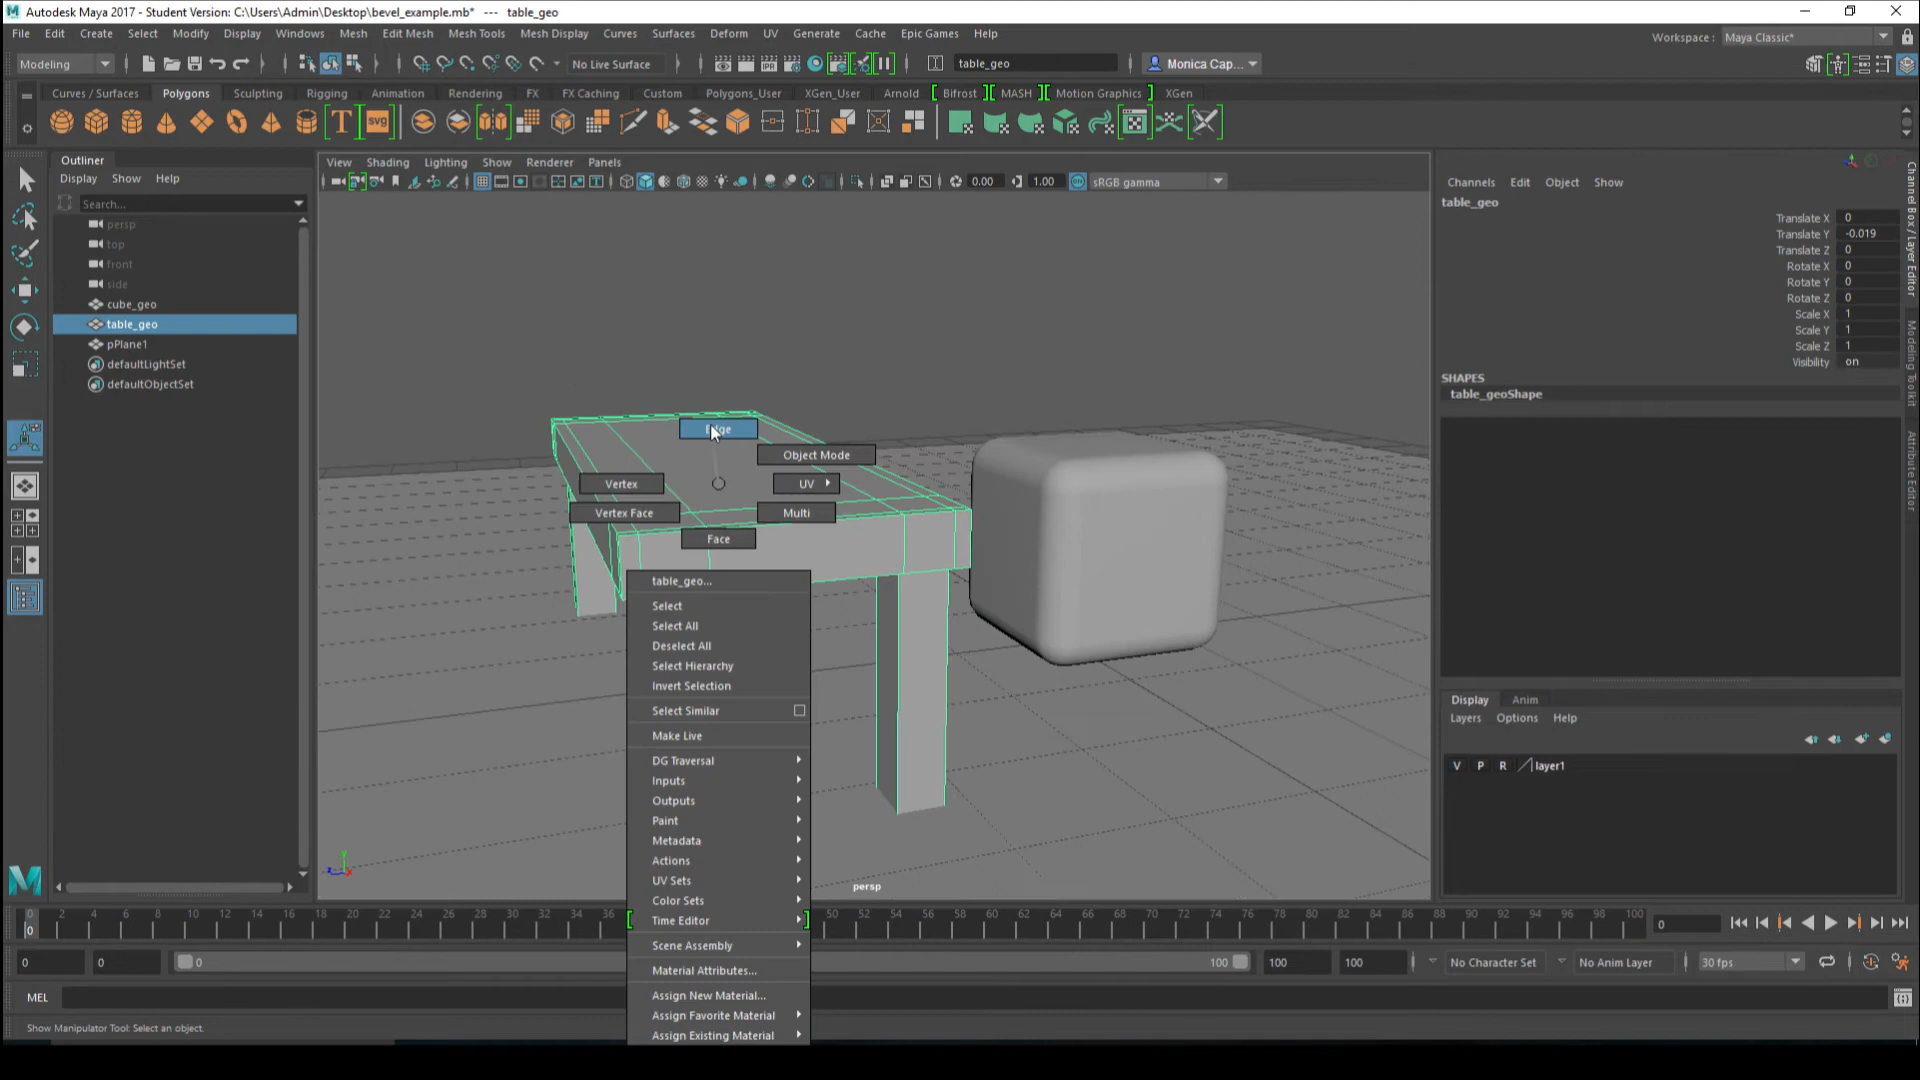 Autodesk Maya 2017 - Student Version: C:\Users\Admin\Desktop\bevel_example.mb* --- table_geo
File Edit Create Select Modify Display Windows Mesh Edit Mesh Mesh Tools Mesh Display Curves Surfaces Deform UV Generate Cache Epic Games Help
Workspace : Maya Classic*
Modeling No Live Surface table_geo Monica Cap...
Curves / Surfaces Polygons Sculpting Rigging Animation Rendering FX FX Caching Custom Polygons_User XGen_User Arnold Bifrost MASH Motion Graphics XGen
T svg
Outliner
Display Show Help
Search...
persp
top
front
side
cube_geo
table_geo
pPlane1
defaultLightSet
defaultObjectSet
View Shading Lighting Show Renderer Panels
0.00 1.00 sRGB gamma
Edge
Object Mode
Vertex UV
Vertex Face Multi
Face
table_geo...
Select
Select All
Deselect All
Select Hierarchy
Invert Selection
Select Similar
Make Live
DG Traversal
Inputs
Outputs
Paint
Metadata
Actions
UV Sets
Color Sets
Time Editor
Scene Assembly
Material Attributes...
Assign New Material...
Assign Favorite Material
Assign Existing Material
persp
Channels Edit Object Show
table_geo
Translate X 0
Translate Y -0.019
Translate Z 0
Rotate X 0
Rotate Y 0
Rotate Z 0
Scale X 1
Scale Y 1
Scale Z 1
Visibility on
SHAPES
table_geoShape
Channel Box / Layer Editor
Modeling Toolkit
Attribute Editor
Display Anim
Layers Options Help
V P R layer1
0 2 4 6 8 10 12 14 16 18 20 22 24 26 28 30 32 34 36 50 52 54 56 58 60 62 64 66 68 70 72 74 76 78 80 82 84 86 88 90 92 94 96 98 100
0
0
0 0 0 100 100 100 No Character Set No Anim Layer 30 fps
MEL
Show Manipulator Tool: Select an object.